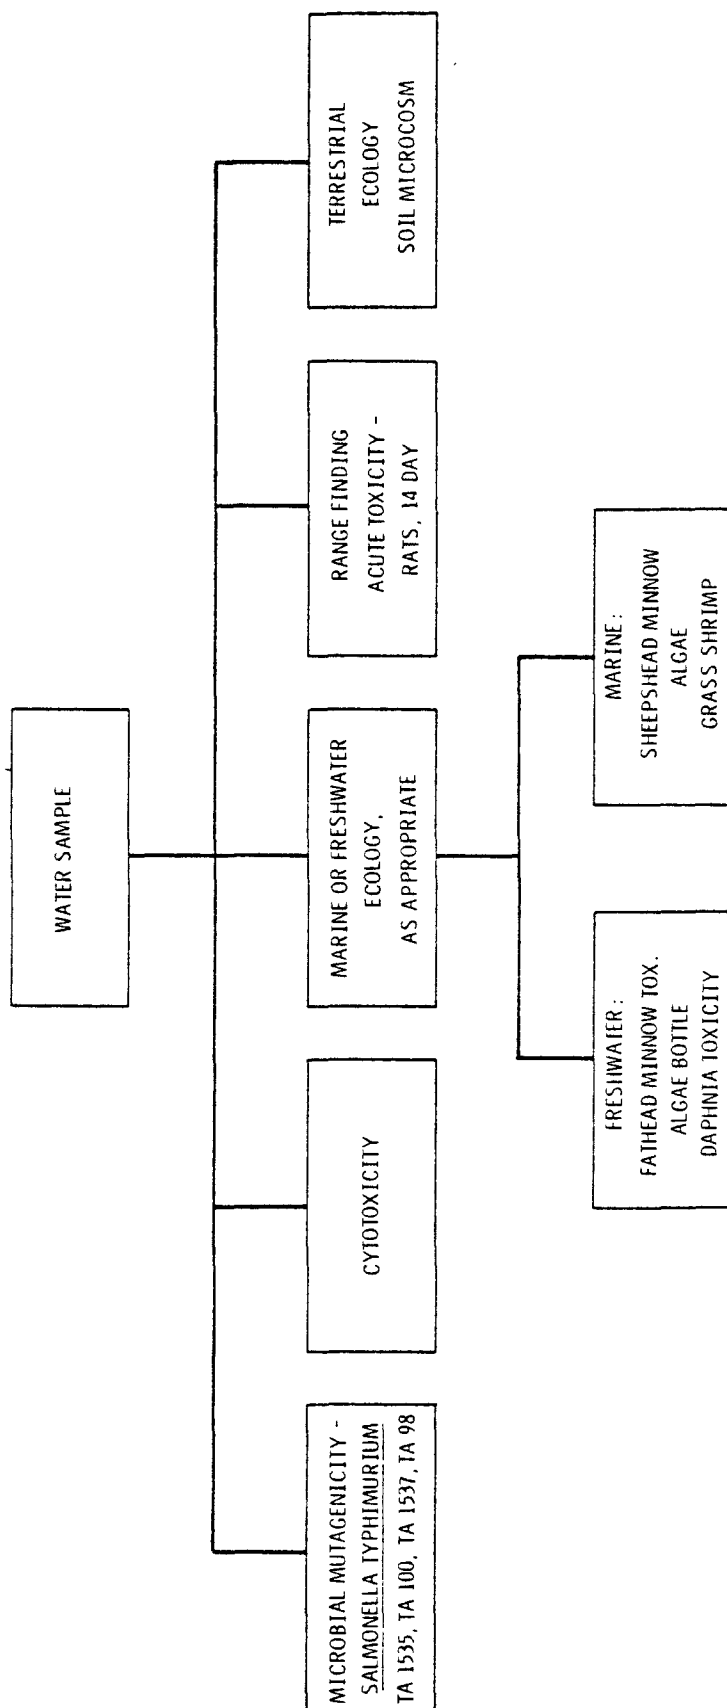 WATER SAMPLE
MICROBIAL MUTAGENICITY -
SALMONELLA TYPHIMURIUM
TA 1535, TA 100, TA 1537, TA 98
CYTOTOXICITY
MARINE OR FRESHWATER
ECOLOGY,
AS APPROPRIATE
RANGE FINDING
ACUTE TOXICITY -
RATS, 14 DAY
TERRESTRIAL
ECOLOGY
SOIL MICROCOSM
FRESHWATER:
FATHEAD MINNOW TOX.
ALGAE BOTTLE
DAPHNIA TOXICITY
MARINE:
SHEEPSHEAD MINNOW
ALGAE
GRASS SHRIMP